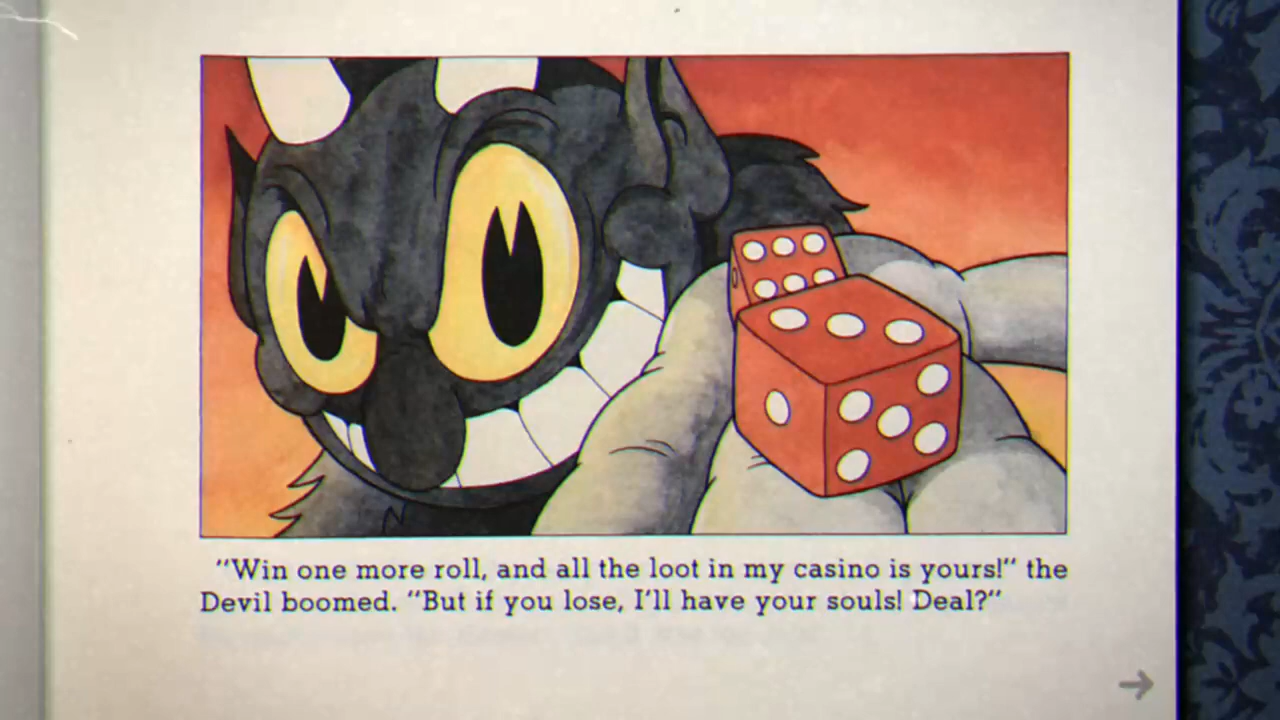 “Win one more roll, and all the loot in my casino is yours!” the
Devil boomed. “But if you lose, I’ll have your souls! Deal?”